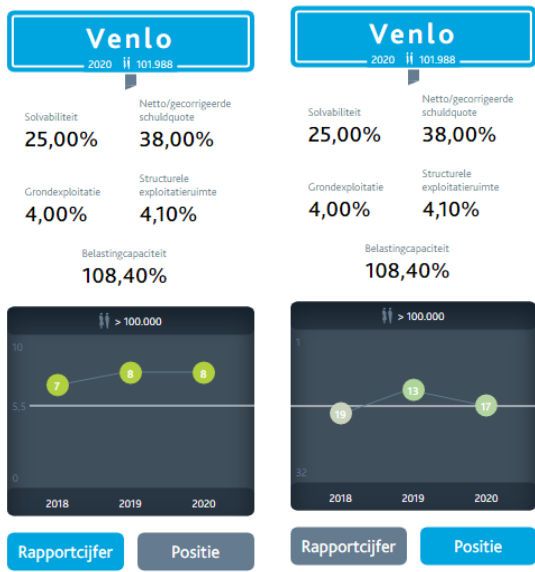 Venlo
2020 101.988
Solvabiliteit
25,00%
Netto/gecorrigeerde
schuldquote
38,00%
Grondexploitatie
4,00%
Structurele
exploitatieruimte
4,10%
Belastingcapaciteit
108,40%
> 100.000
10
7
8
8
5,5
0
2018 2019 2020
Rapportcijfer Positie
Venlo
2020 101.988
Solvabiliteit
25,00%
Netto/gecorrigeerde
schuldquote
38,00%
Grondexploitatie
4,00%
Structurele
exploitatieruimte
4,10%
Belastingcapaciteit
108,40%
> 100.000
1
19
13
17
32
2018 2019 2020
Rapportcijfer Positie